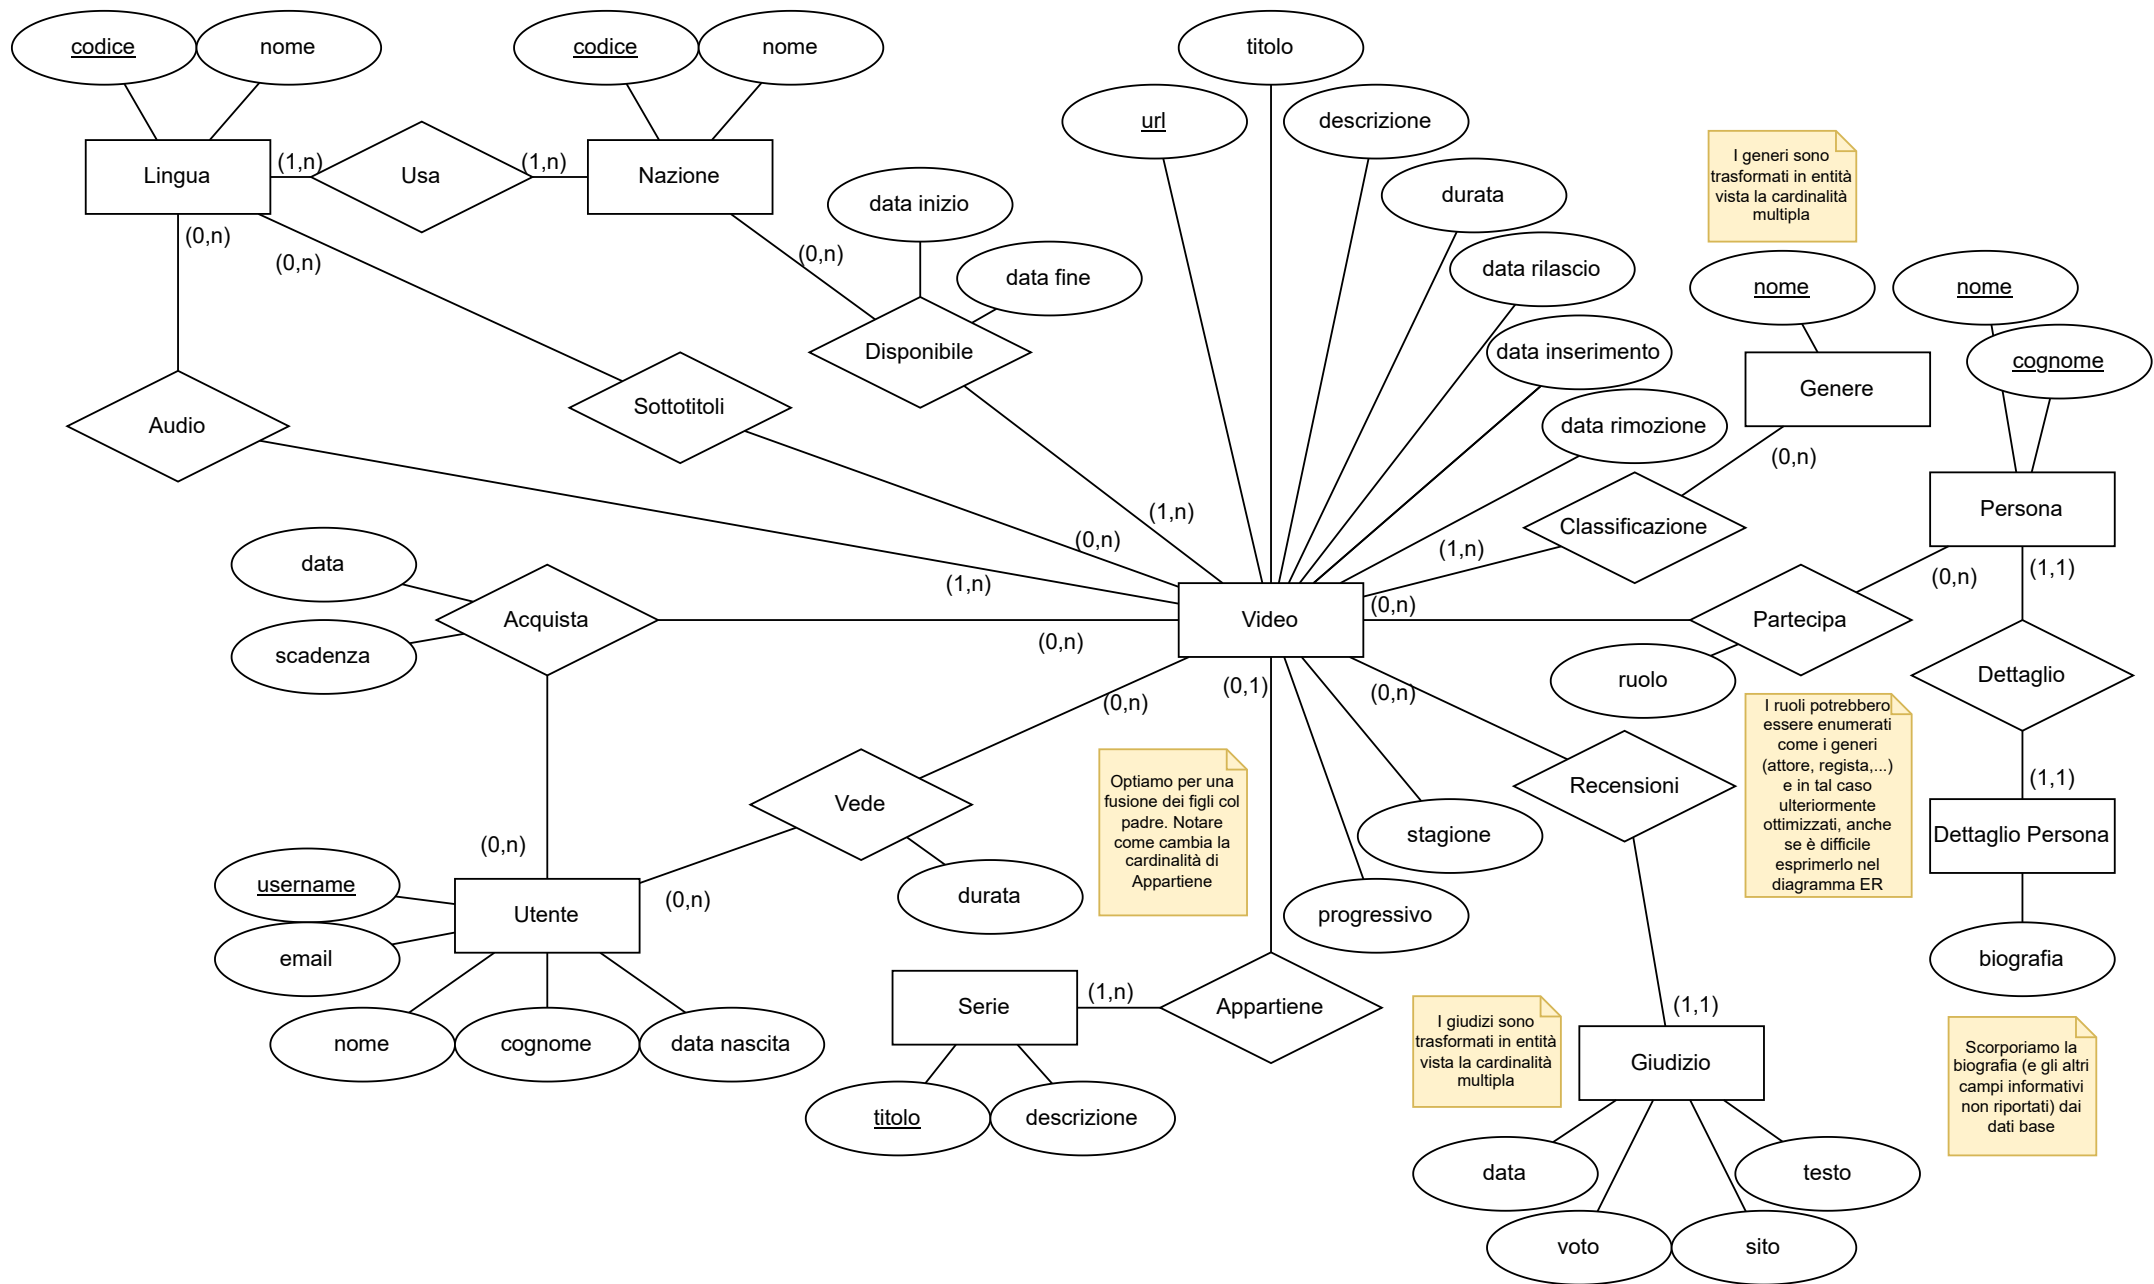 codice
nome
codice
nome
titolo
url
descrizione
Lingua
(1,n)
Usa
(1,n)
Nazione
I generi sono
trasformati in entità
vista la cardinalità
multipla
durata
data inizio
(0,n)
(0,n)
(0,n)
data fine
data rilascio
nome
nome
Disponibile
data inserimento
cognome
Genere
Sottotitoli
Audio
data rimozione
(0,n)
(1,n)
Persona
(0,n)
(1,n)
Classificazione
data
(1,n)
(0,n)
(1,1)
(0,n)
Acquista
Video
Partecipa
(0,n)
scadenza
ruolo
Dettaglio
(0,1)
(0,n)
(0,n)
I ruoli potrebbero
essere enumerati
come i generi
(attore, regista,...)
e in tal caso
ulteriormente
ottimizzati, anche
se è difficile
esprimerlo nel
diagramma ER
Optiamo per una
fusione dei figli col
padre. Notare
come cambia la
cardinalità di
Appartiene
Recensioni
(1,1)
Vede
stagione
Dettaglio Persona
(0,n)
username
(0,n)
durata
Utente
progressivo
email
biografia
Serie
(1,n)
Appartiene
(1,1)
I giudizi sono
trasformati in entità
vista la cardinalità
multipla
nome
cognome
data nascita
Giudizio
Scorporiamo la
biografia (e gli altri
campi informativi
non riportati) dai
dati base
titolo
descrizione
data
testo
voto
sito